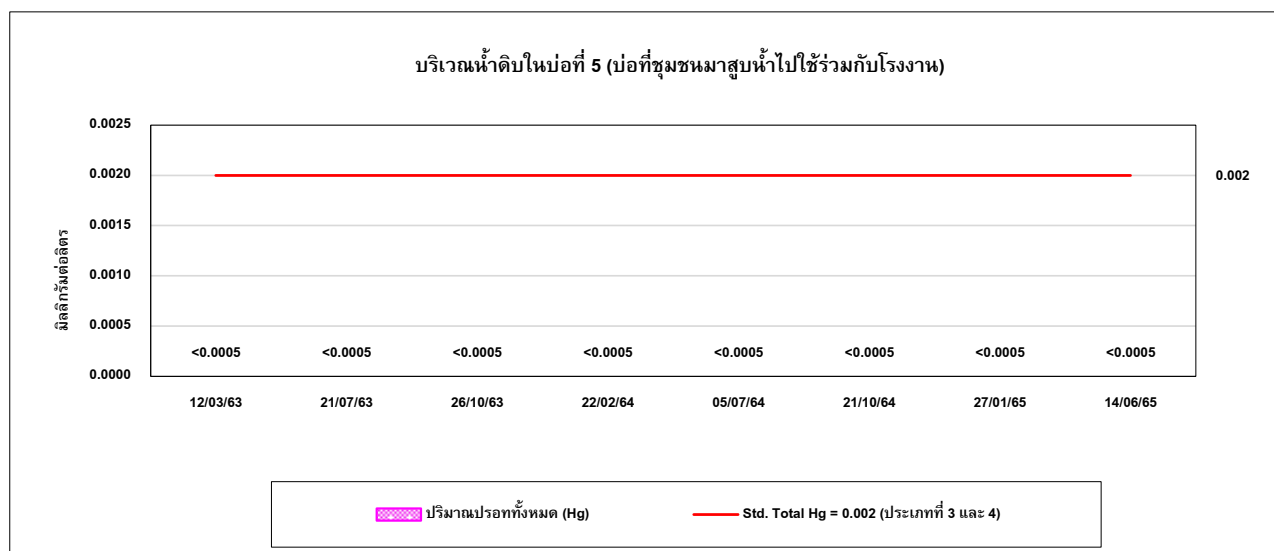 บริเวณน้ำดิบในบ่อที่ 5 (บ่อที่ชุมชนมาสูบน้ำไปใช้ร่วมกับโรงงาน)
0.0025
0.0020
0.002
0.0015
มิลลิกรัมต่อลิตร
0.0010
0.0005
<0.0005 <0.0005 <0.0005 <0.0005 <0.0005 <0.0005 <0.0005 <0.0005
0.0000
12/03/63 21/07/63 26/10/63 22/02/64 05/07/64 21/10/64 27/01/65 14/06/65
ปริมาณปรอททั้งหมด (Hg) Std. Total Hg = 0.002 (ประเภทที่ 3 และ 4)